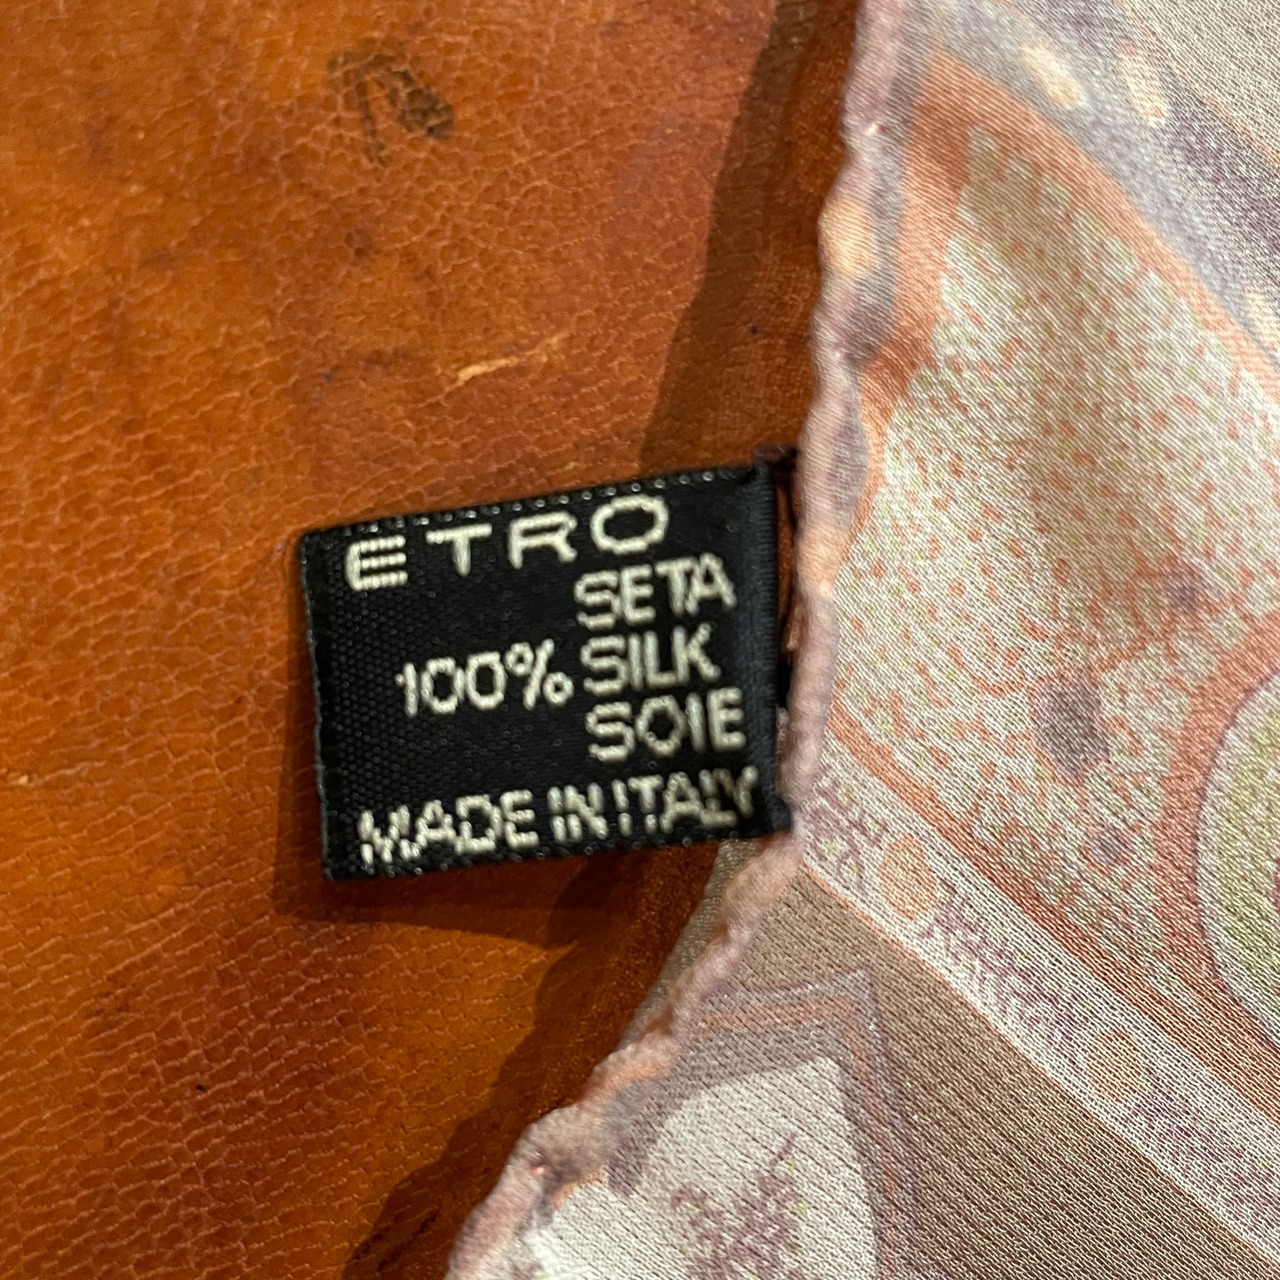 ETRO
SETA
100% SILK
SOIE
MADE IN ITALY